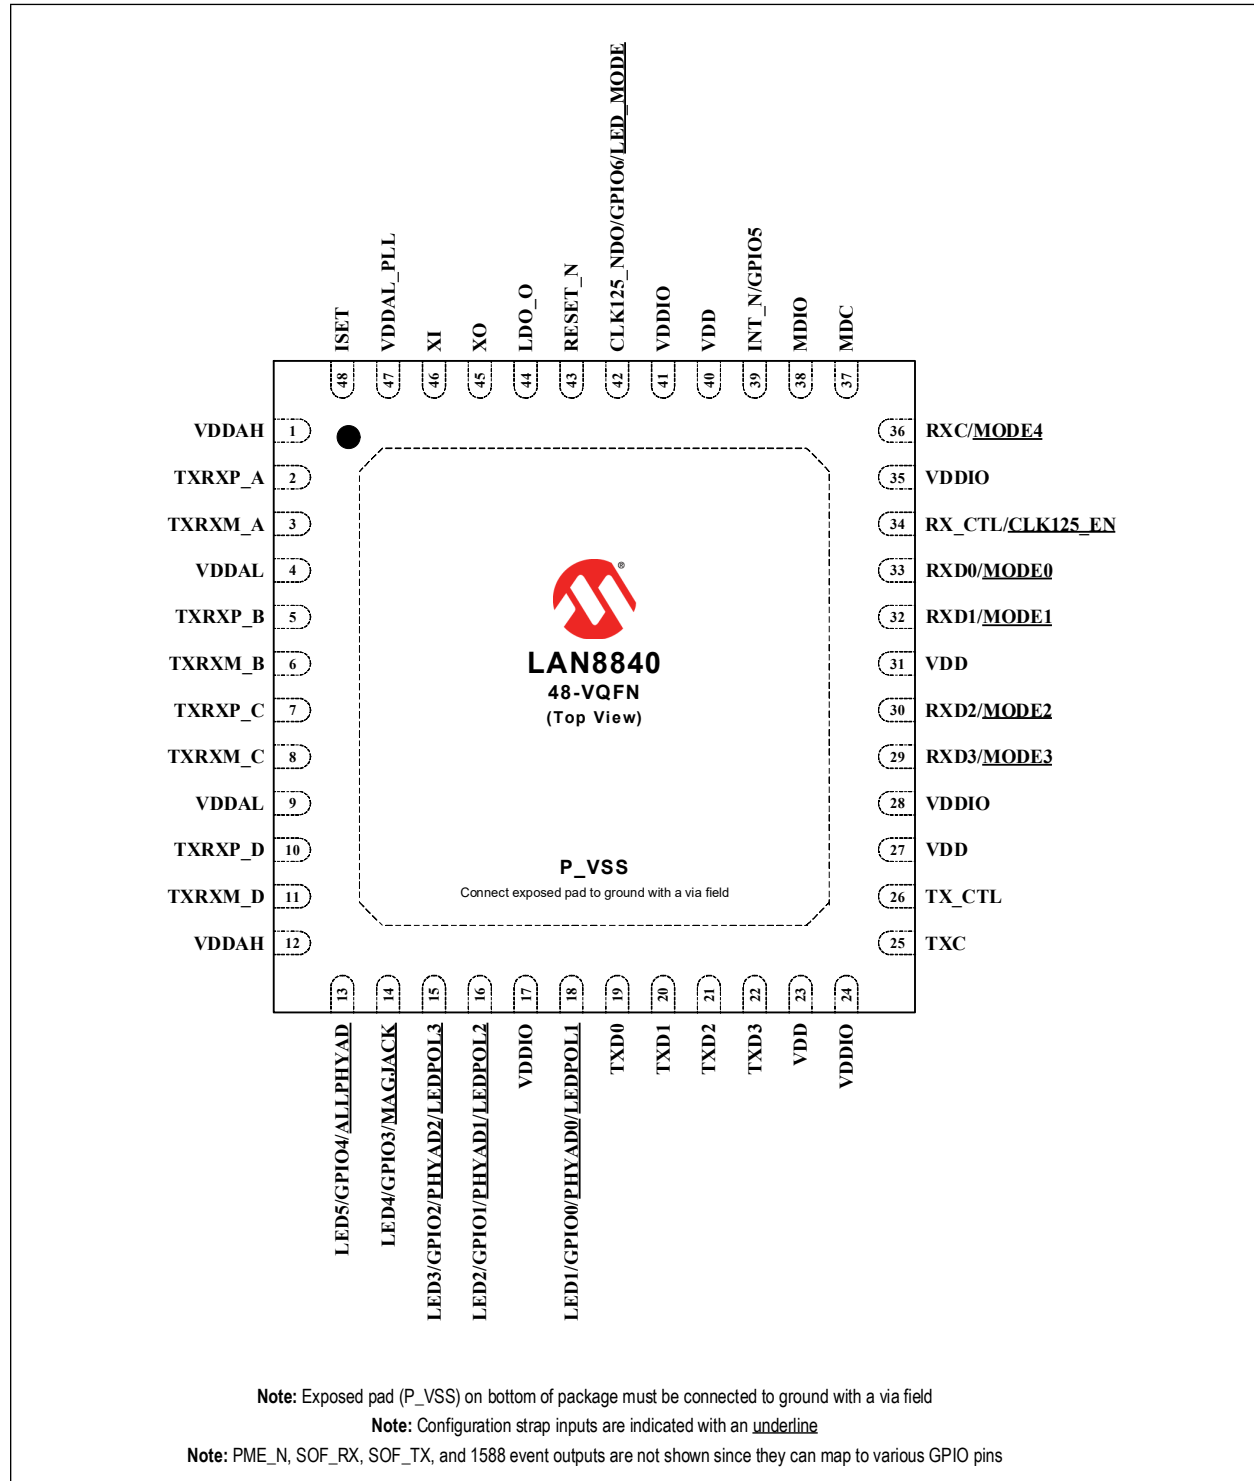 ISET
VDDAL_PLL
XI
XO
LDO_O
RESET_N
CLK125_NDO/GPIO6/LED_MODE
VDDIO
VDD
INT_N/GPIO5
MDIO
MDC
48
47
46
45
44
43
42
41
40
39
38
37
VDDAH 1
TXRXP_A 2
TXRXM_A 3
VDDAL 4
TXRXP_B 5
TXRXM_B 6
TXRXP_C 7
TXRXM_C 8
VDDAL 9
TXRXP_D 10
TXRXM_D 11
VDDAH 12
®
LAN8840
48-VQFN
(Top View)
P_VSS
Connect exposed pad to ground with a via field
36 RXC/MODE4
35 VDDIO
34 RX_CTL/CLK125_EN
33 RXD0/MODE0
32 RXD1/MODE1
31 VDD
30 RXD2/MODE2
29 RXD3/MODE3
28 VDDIO
27 VDD
26 TX_CTL
25 TXC
13
14
15
16
17
18
19
20
21
22
23
24
LED5/GPIO4/ALLPHYAD
LED4/GPIO3/MAGJACK
LED3/GPIO2/PHYAD2/LEDPOL3
LED2/GPIO1/PHYAD1/LEDPOL2
VDDIO
LED1/GPIO0/PHYAD0/LEDPOL1
TXD0
TXD1
TXD2
TXD3
VDD
VDDIO
Note: Exposed pad (P_VSS) on bottom of package must be connected to ground with a via field
Note: Configuration strap inputs are indicated with an underline
Note: PME_N, SOF_RX, SOF_TX, and 1588 event outputs are not shown since they can map to various GPIO pins